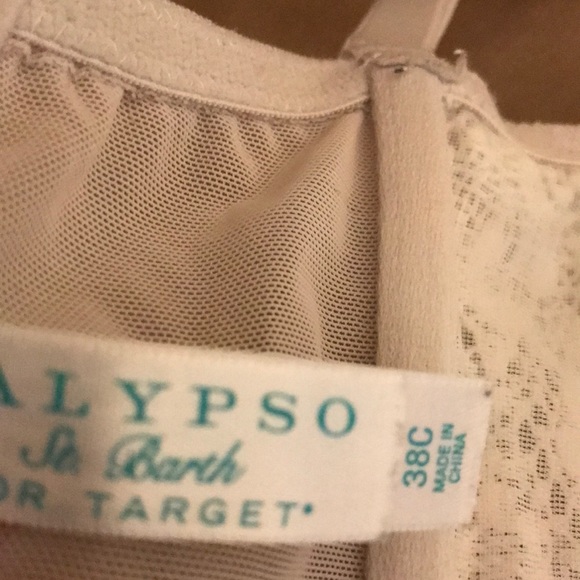 ALYPSO
St. Barth
OR TARGET
38C
MADE IN
CHINA